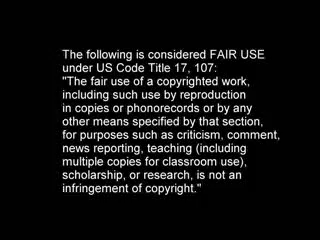 The following is considered FAIR USE
under US Code Title 17, 107:
"The fair use of a copyrighted work,
including such use by reproduction
in copies or phonorecords or by any
other means specified by that section,
for purposes such as criticism, comment,
news reporting, teaching (including
multiple copies for classroom use),
scholarship, or research, is not an
infringement of copyright."